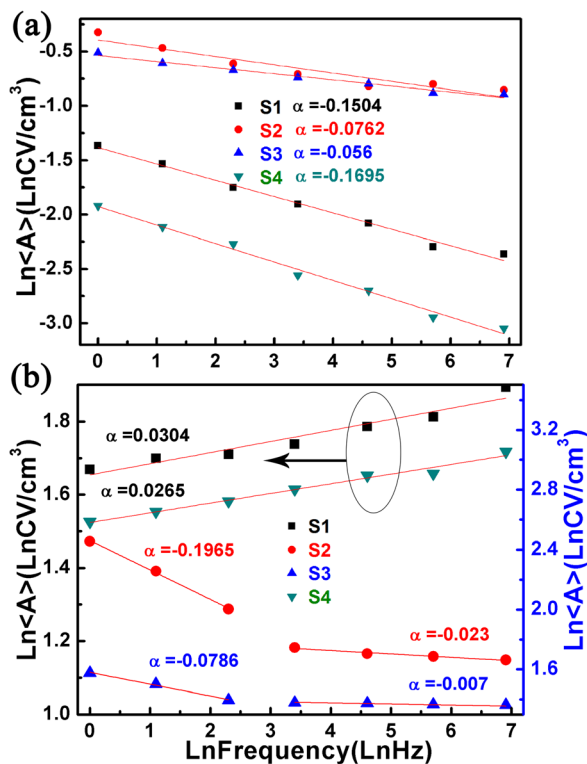 (a)
Ln<A>(LnCV/cm³)
-0.5
-1.0
-1.5
-2.0
-2.5
-3.0
S1 α=-0.1504
S2 α=-0.0762
S3 α=-0.056
S4 α=-0.1695
0 1 2 3 4 5 6 7
(b)
Ln<A>(LnCV/cm³)
1.8
1.6
1.4
1.2
1.0
α=0.0304
α=0.0265
α=-0.1965
α=-0.0786
S1
S2
S3
S4
α=-0.023
α=-0.007
3.2
2.8
2.4
2.0
1.6
Ln<A>(LnCV/cm³)
0 1 2 3 4 5 6 7
LnFrequency(LnHz)